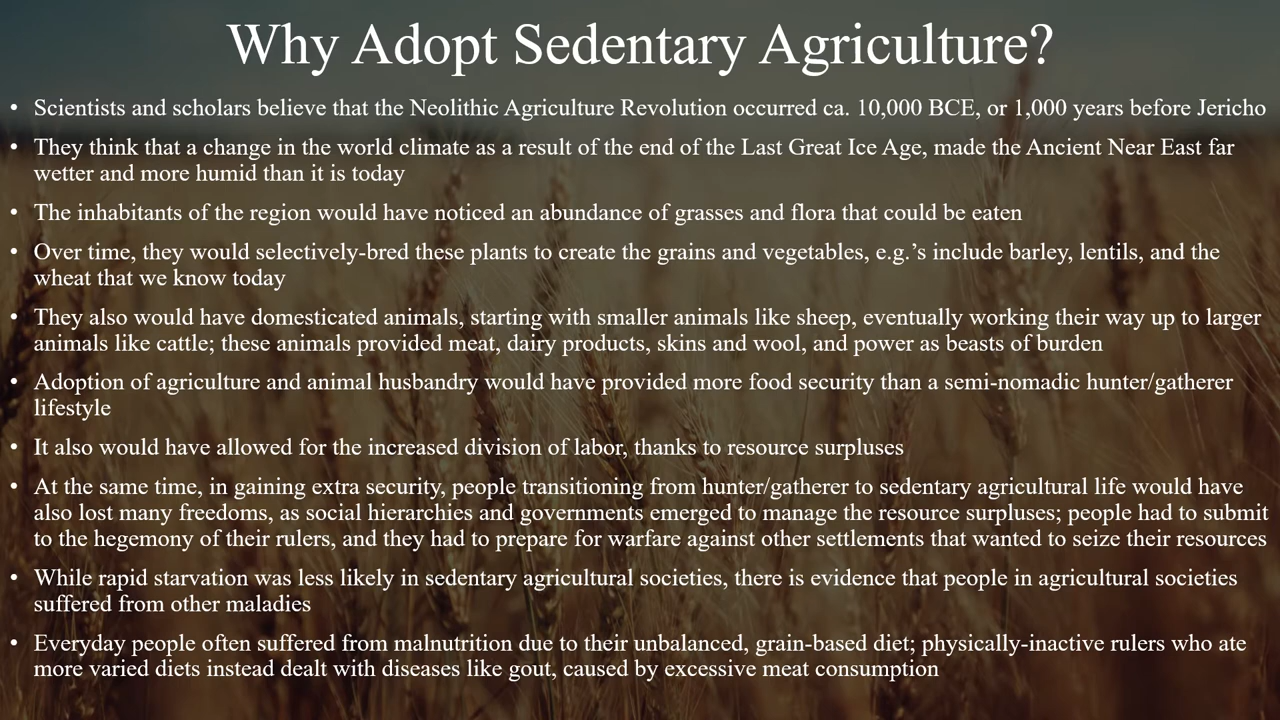 Why Adopt Sedentary Agriculture?
• Scientists and scholars believe that the Neolithic Agriculture Revolution occurred ca. 10,000 BCE, or 1,000 years before Jericho
• They think that a change in the world climate as a result of the end of the Last Great Ice Age, made the Ancient Near East far
wetter and more humid than it is today
• The inhabitants of the region would have noticed an abundance of grasses and flora that could be eaten
• Over time, they would selectively-bred these plants to create the grains and vegetables, e.g.’s include barley, lentils, and the
wheat that we know today
• They also would have domesticated animals, starting with smaller animals like sheep, eventually working their way up to larger
animals like cattle; these animals provided meat, dairy products, skins and wool, and power as beasts of burden
• Adoption of agriculture and animal husbandry would have provided more food security than a semi-nomadic hunter/gatherer
lifestyle
• It also would have allowed for the increased division of labor, thanks to resource surpluses
• At the same time, in gaining extra security, people transitioning from hunter/gatherer to sedentary agricultural life would have
also lost many freedoms, as social hierarchies and governments emerged to manage the resource surpluses; people had to submit
to the hegemony of their rulers, and they had to prepare for warfare against other settlements that wanted to seize their resources
• While rapid starvation was less likely in sedentary agricultural societies, there is evidence that people in agricultural societies
suffered from other maladies
• Everyday people often suffered from malnutrition due to their unbalanced, grain-based diet; physically-inactive rulers who ate
more varied diets instead dealt with diseases like gout, caused by excessive meat consumption